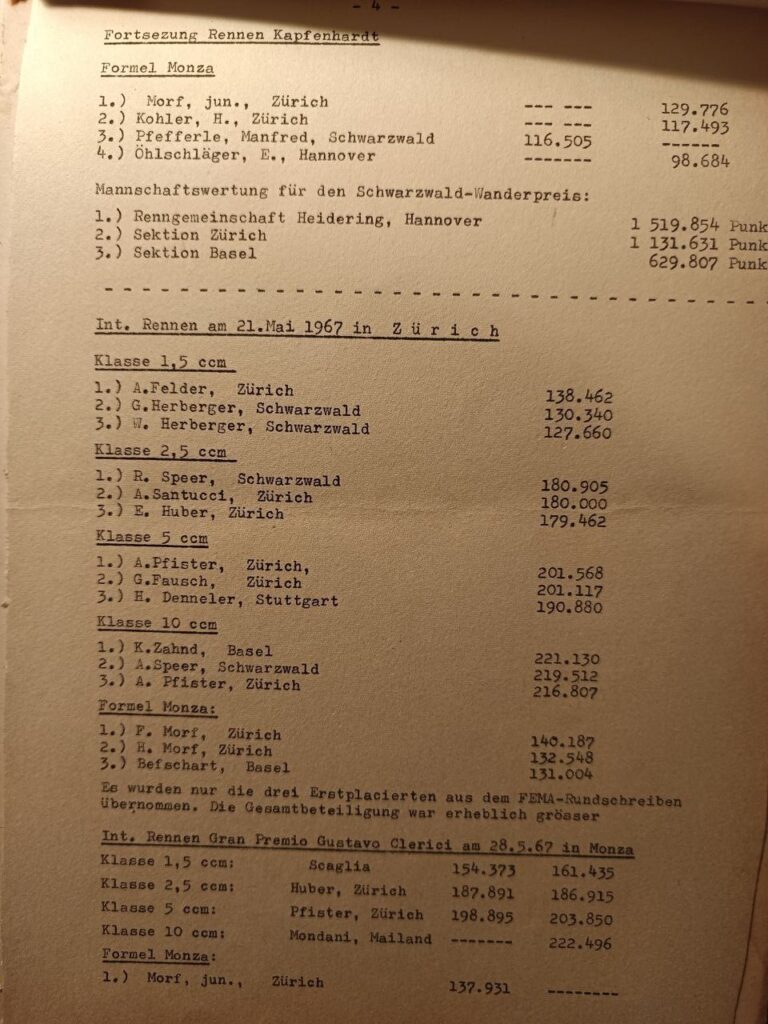 - 4 -
Fortsezung Rennen Kapfenhardt
Formel Monza
1.) Morf, jun., Zürich --- --- 129.776
2.) Kohler, H., Zürich --- --- 117.493
3.) Pfefferle, Manfred, Schwarzwald 116.505 ------
4.) Öhlschläger, E., Hannover ------- 98.684
Mannschaftswertung für den Schwarzwald-Wanderpreis:
1.) Renngemeinschaft Heidering, Hannover 1 519.854 Punk
2.) Sektion Zürich 1 131.631 Punk
3.) Sektion Basel 629.807 Punk
Int. Rennen am 21.Mai 1967 in Z ü r i c h
Klasse 1,5 ccm
1.) A.Felder, Zürich 138.462
2.) G.Herberger, Schwarzwald 130.340
3.) W. Herberger, Schwarzwald 127.660
Klasse 2,5 ccm
1.) R. Speer, Schwarzwald 180.905
2.) A.Santucci, Zürich 180.000
3.) E. Huber, Zürich 179.462
Klasse 5 ccm
1.) A.Pfister, Zürich, 201.568
2.) G.Fausch, Zürich 201.117
3.) H. Denneler, Stuttgart 190.880
Klasse 10 ccm
1.) K.Zahnd, Basel 221.130
2.) A.Speer, Schwarzwald 219.512
3.) A. Pfister, Zürich 216.807
Formel Monza:
1.) F. Morf, Zürich 140.187
2.) H. Morf, Zürich 132.548
3.) Befschart, Basel 131.004
Es wurden nur die drei Erstplacierten aus dem FEMA-Rundschreiben
übernommen. Die Gesamtbeteiligung war erheblich grösser
Int. Rennen Gran Premio Gustavo Clerici am 28.5.67 in Monza
Klasse 1,5 ccm: Scaglia 154.373 161.435
Klasse 2,5 ccm: Huber, Zürich 187.891 186.915
Klasse 5 ccm: Pfister, Zürich 198.895 203.850
Klasse 10 ccm: Mondani, Mailand ------- 222.496
Formel Monza:
1.) Morf, jun., Zürich 137.931 --------